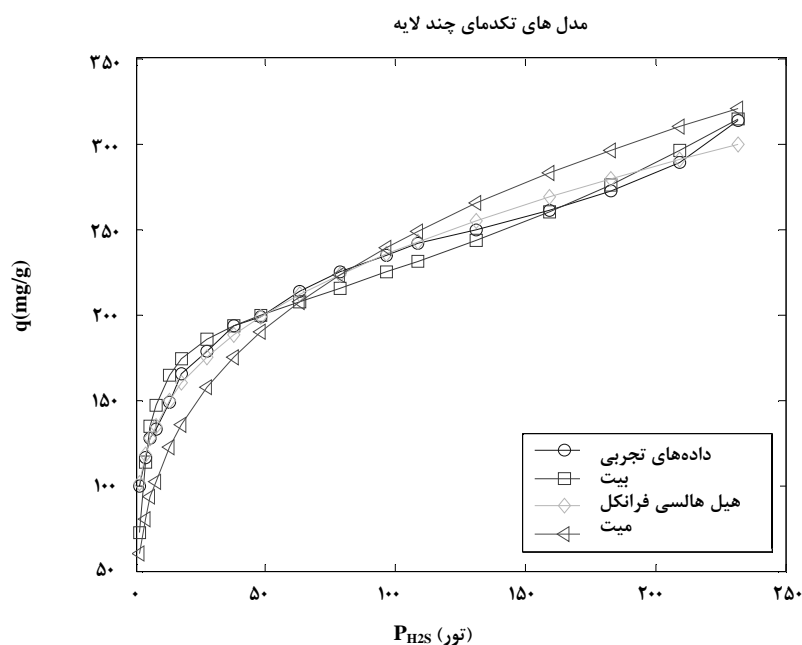 مدل های تکدمای چند لایه
۳۵۰
۳۰۰
۲۵۰
۲۰۰
۱۵۰
۱۰۰
۵۰
q(mg/g)
داده‌های تجربی
بیت
هیل هالسی فرانکل
میت
۰ ۵۰ ۱۰۰ ۱۵۰ ۲۰۰ ۲۵۰
P_H2S (تور)